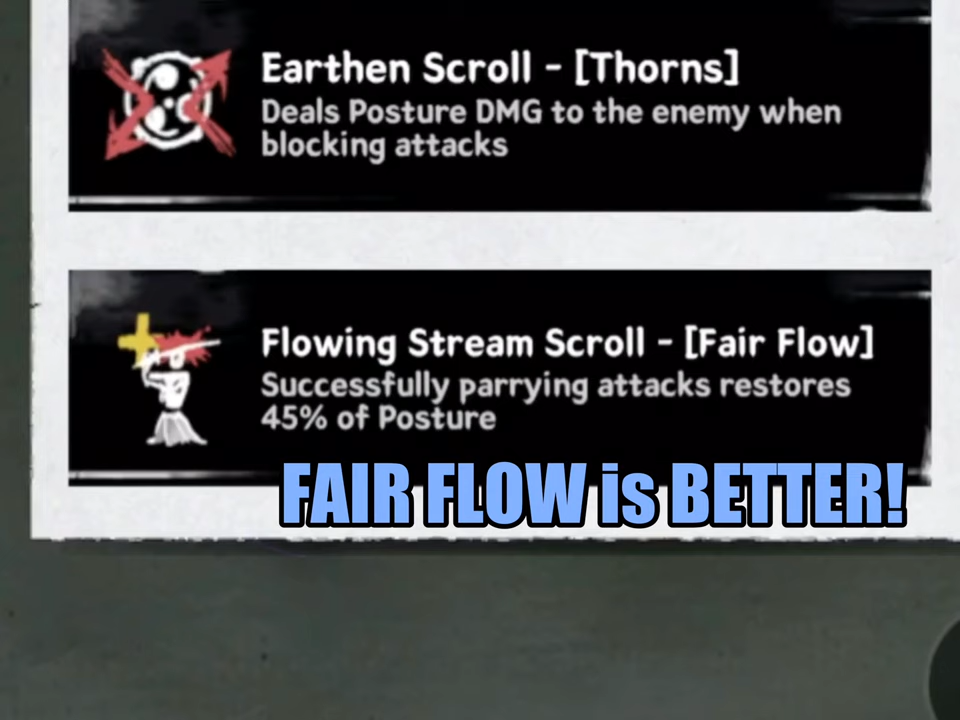 Earthen Scroll - [Thorns]
Deals Posture DMG to the enemy when
blocking attacks
Flowing Stream Scroll - [Fair Flow]
Successfully parrying attacks restores
45% of Posture
FAIR FLOW is BETTER!